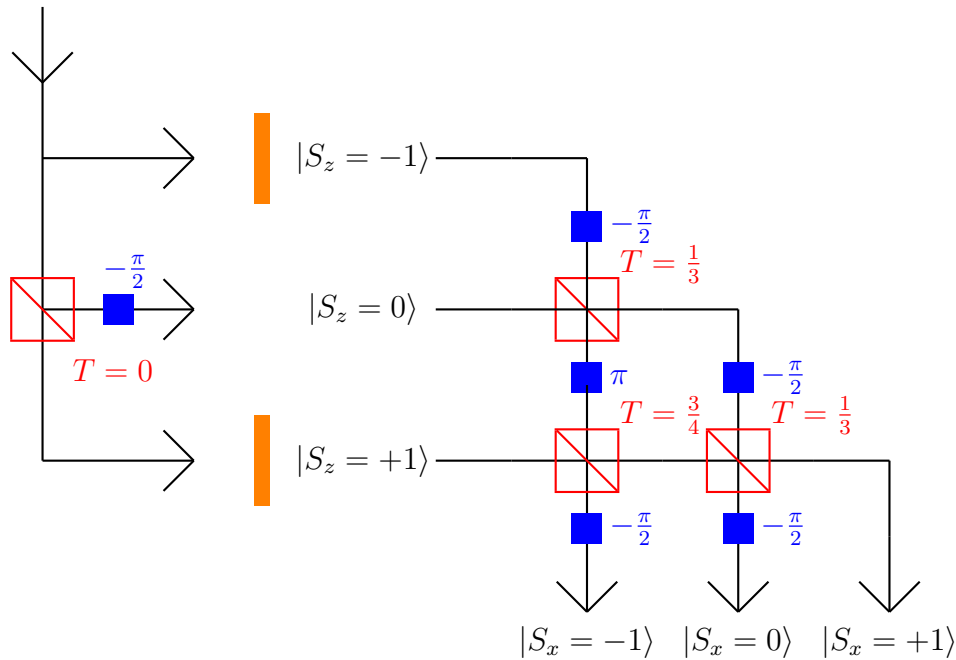 |S_z = −1⟩
−π/2
T = 1/3
−π/2
|S_z = 0⟩
T = 0
π
−π/2
T = 3/4
T = 1/3
|S_z = +1⟩
−π/2
−π/2
|S_x = −1⟩ |S_x = 0⟩ |S_x = +1⟩